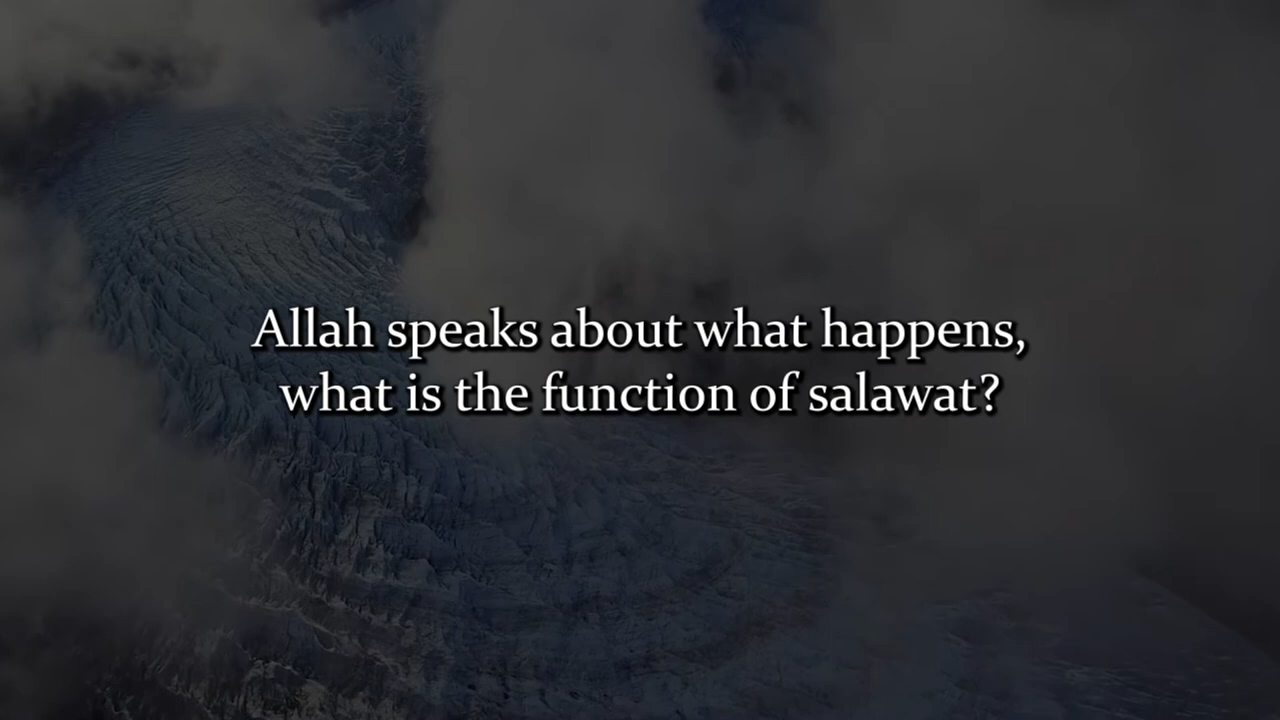 Allah speaks about what happens,
what is the function of salawat?